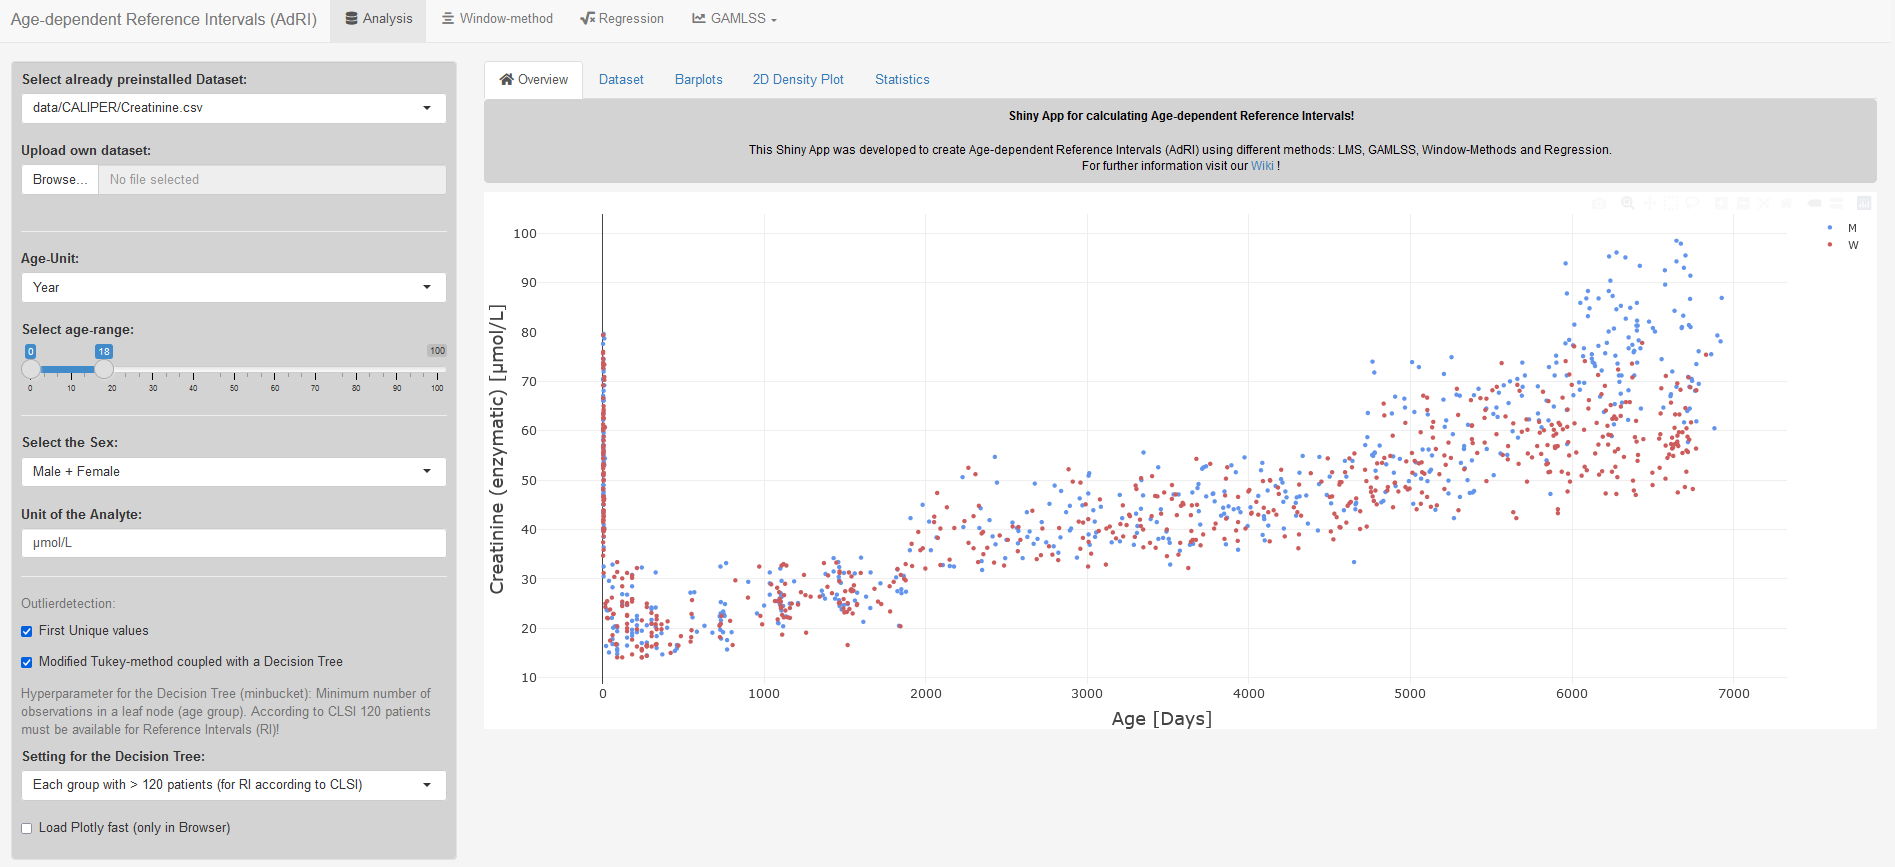 Age-dependent Reference Intervals (AdRI)
Analysis
Window-method
Regression
GAMLSS
Select already preinstalled Dataset:
data/CALIPER/Creatinine.csv
Upload own dataset:
Browse...
No file selected
Age-Unit:
Year
Select age-range:
0
18
100
0 10 20 30 40 50 60 70 80 90 100
Select the Sex:
Male + Female
Unit of the Analyte:
µmol/L
Outlierdetection:
First Unique values
Modified Tukey-method coupled with a Decision Tree
Hyperparameter for the Decision Tree (minbucket): Minimum number of
observations in a leaf node (age group). According to CLSI 120 patients
must be available for Reference Intervals (RI)!
Setting for the Decision Tree:
Each group with > 120 patients (for RI according to CLSI)
Load Plotly fast (only in Browser)
Overview
Dataset
Barplots
2D Density Plot
Statistics
Shiny App for calculating Age-dependent Reference Intervals!
This Shiny App was developed to create Age-dependent Reference Intervals (AdRI) using different methods: LMS, GAMLSS, Window-Methods and Regression.
For further information visit our Wiki !
M
W
Creatinine (enzymatic) [µmol/L]
100
90
80
70
60
50
40
30
20
10
0 1000 2000 3000 4000 5000 6000 7000
Age [Days]